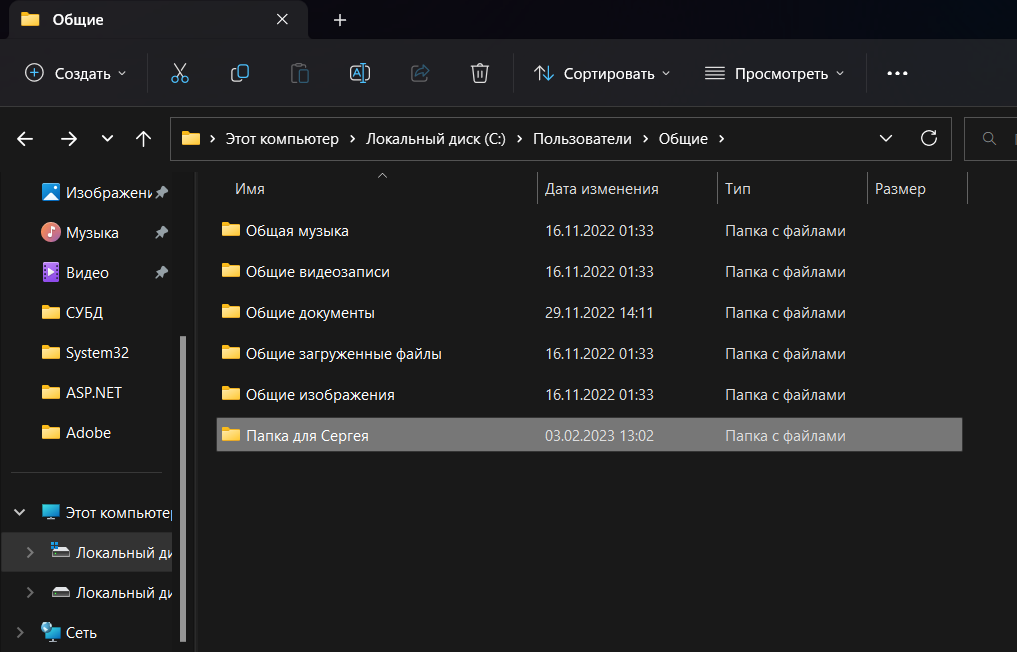 Общие
Создать Сортировать Просмотреть
Этот компьютер Локальный диск (C:) Пользователи Общие
Имя Дата изменения Тип Размер
Изображени
Музыка
Видео
СУБД
System32
ASP.NET
Adobe
Этот компьютер
Локальный ди
Локальный ди
Сеть
Общая музыка 16.11.2022 01:33 Папка с файлами
Общие видеозаписи 16.11.2022 01:33 Папка с файлами
Общие документы 29.11.2022 14:11 Папка с файлами
Общие загруженные файлы 16.11.2022 01:33 Папка с файлами
Общие изображения 16.11.2022 01:33 Папка с файлами
Папка для Сергея 03.02.2023 13:02 Папка с файлами